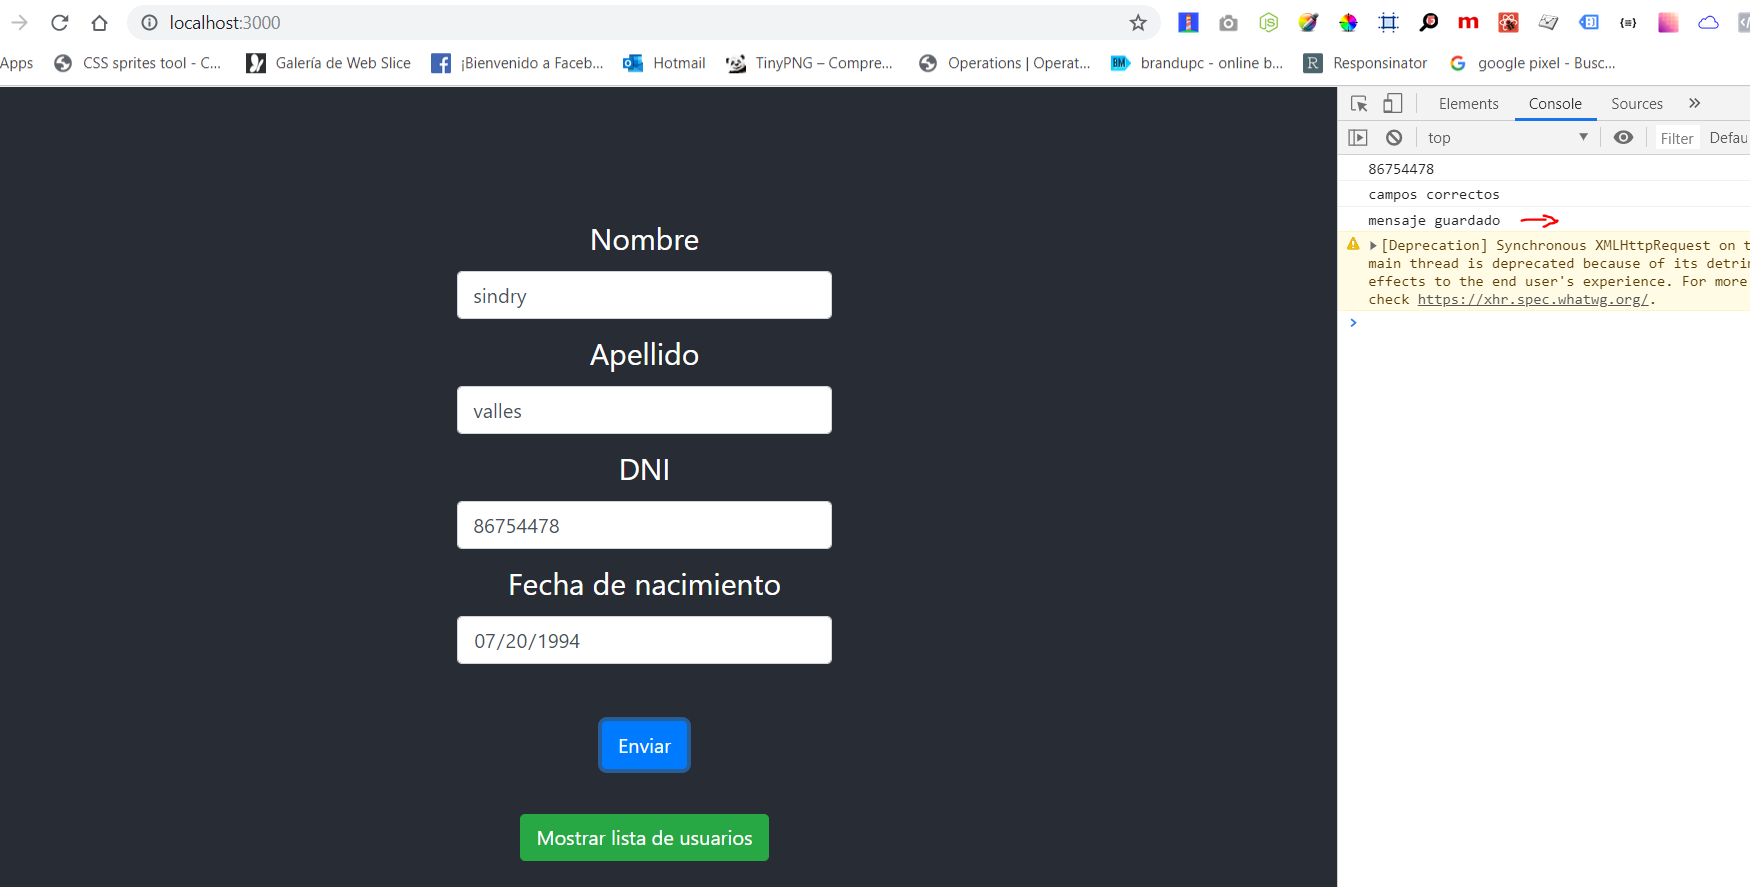 localhost:3000
Apps CSS sprites tool - C... Galería de Web Slice ¡Bienvenido a Faceb... Hotmail TinyPNG – Compre... Operations | Operat... BM brandupc - online b... R Responsinator G google pixel - Busc...
Elements Console Sources »
top Filter Defau
86754478
campos correctos
mensaje guardado
[Deprecation] Synchronous XMLHttpRequest on t
main thread is deprecated because of its detri
effects to the end user's experience. For more
check https://xhr.spec.whatwg.org/.
Nombre
sindry
Apellido
valles
DNI
86754478
Fecha de nacimiento
07/20/1994
Enviar
Mostrar lista de usuarios